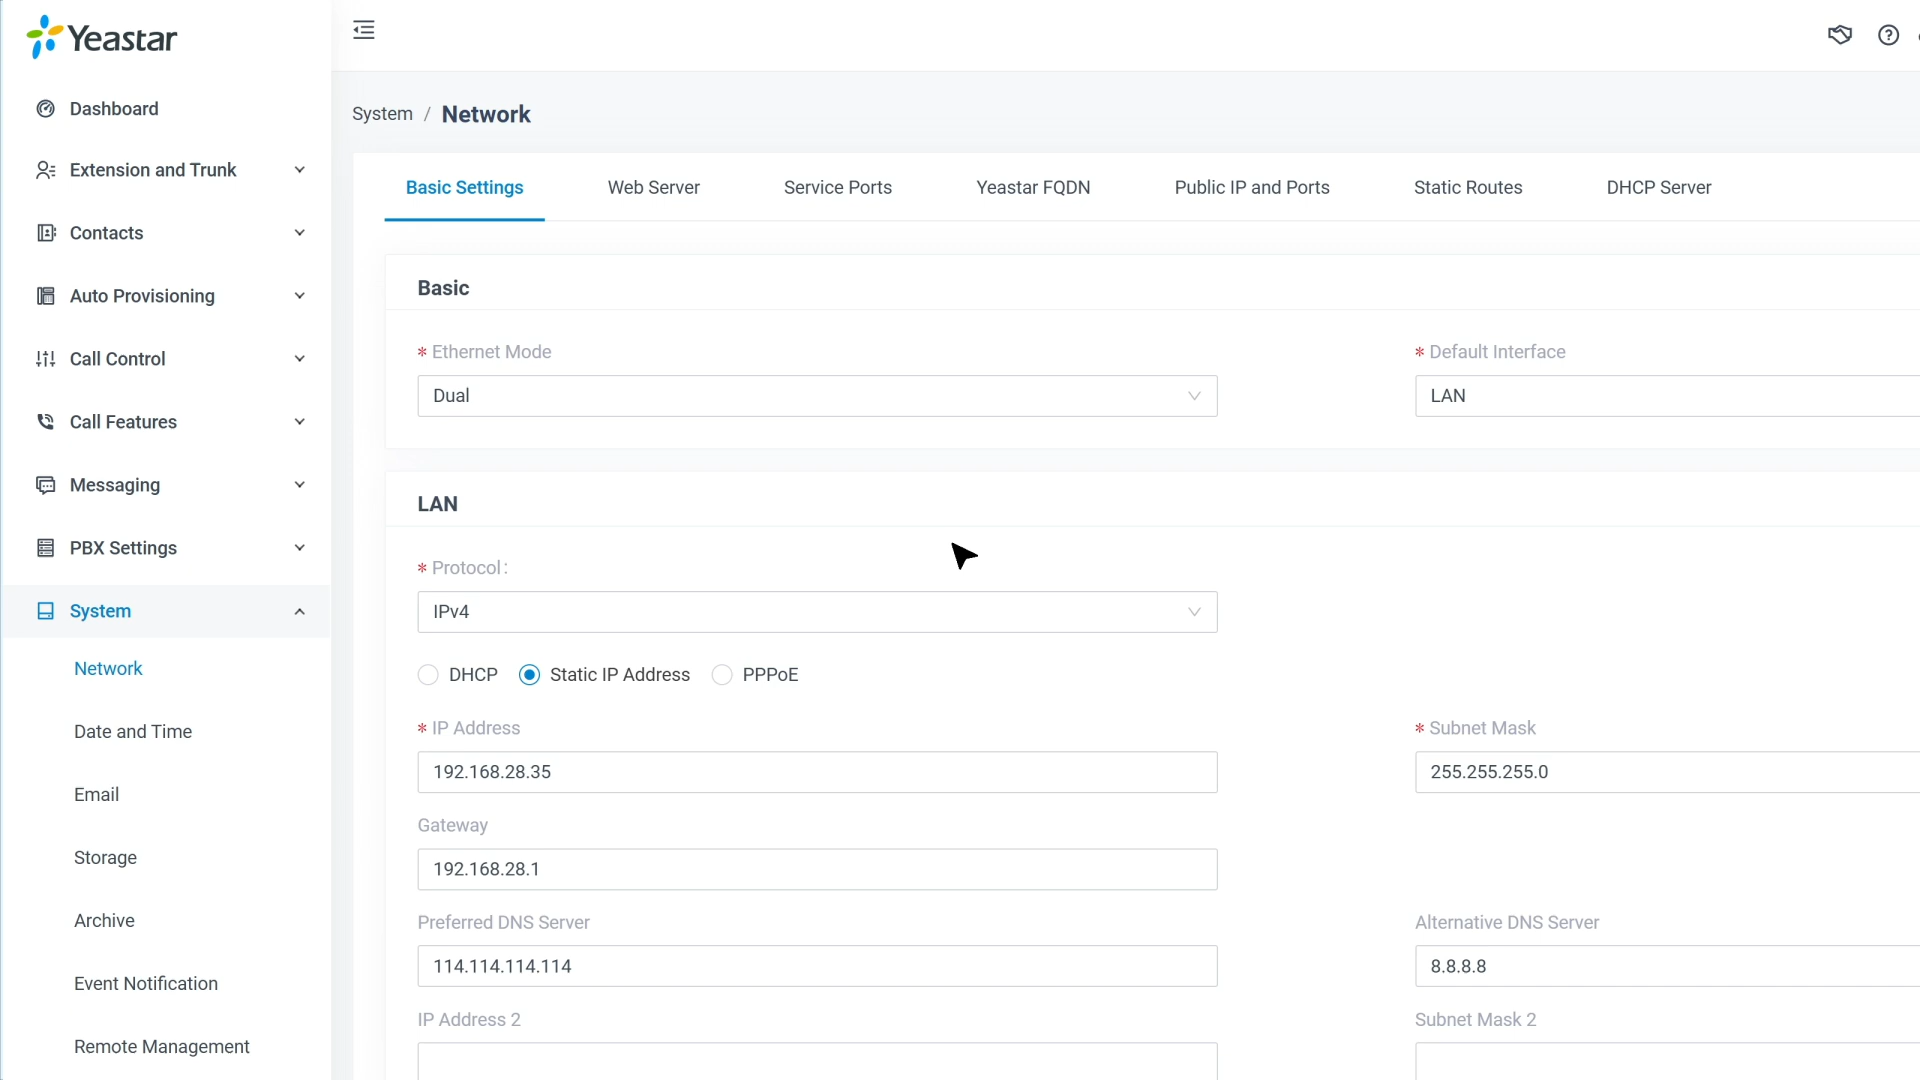 Yeastar
Dashboard
Extension and Trunk
Contacts
Auto Provisioning
Call Control
Call Features
Messaging
PBX Settings
System
Network
Date and Time
Email
Storage
Archive
Event Notification
Remote Management
System / Network
Basic Settings Web Server Service Ports Yeastar FQDN Public IP and Ports Static Routes DHCP Server
Basic
* Ethernet Mode * Default Interface
Dual LAN
LAN
* Protocol:
IPv4
DHCP Static IP Address PPPoE
* IP Address * Subnet Mask
192.168.28.35 255.255.255.0
Gateway
192.168.28.1
Preferred DNS Server Alternative DNS Server
114.114.114.114 8.8.8.8
IP Address 2 Subnet Mask 2